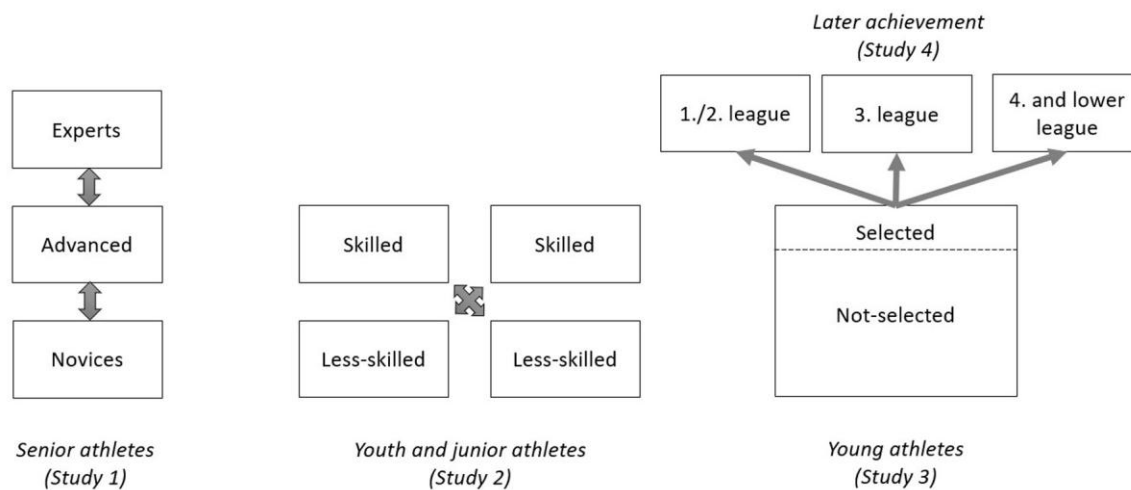 Later achievement
(Study 4)
1./2. league
3. league
4. and lower
league
Experts
Advanced
Novices
Skilled
Skilled
Less-skilled
Less-skilled
Selected
Not-selected
Senior athletes
(Study 1)
Youth and junior athletes
(Study 2)
Young athletes
(Study 3)